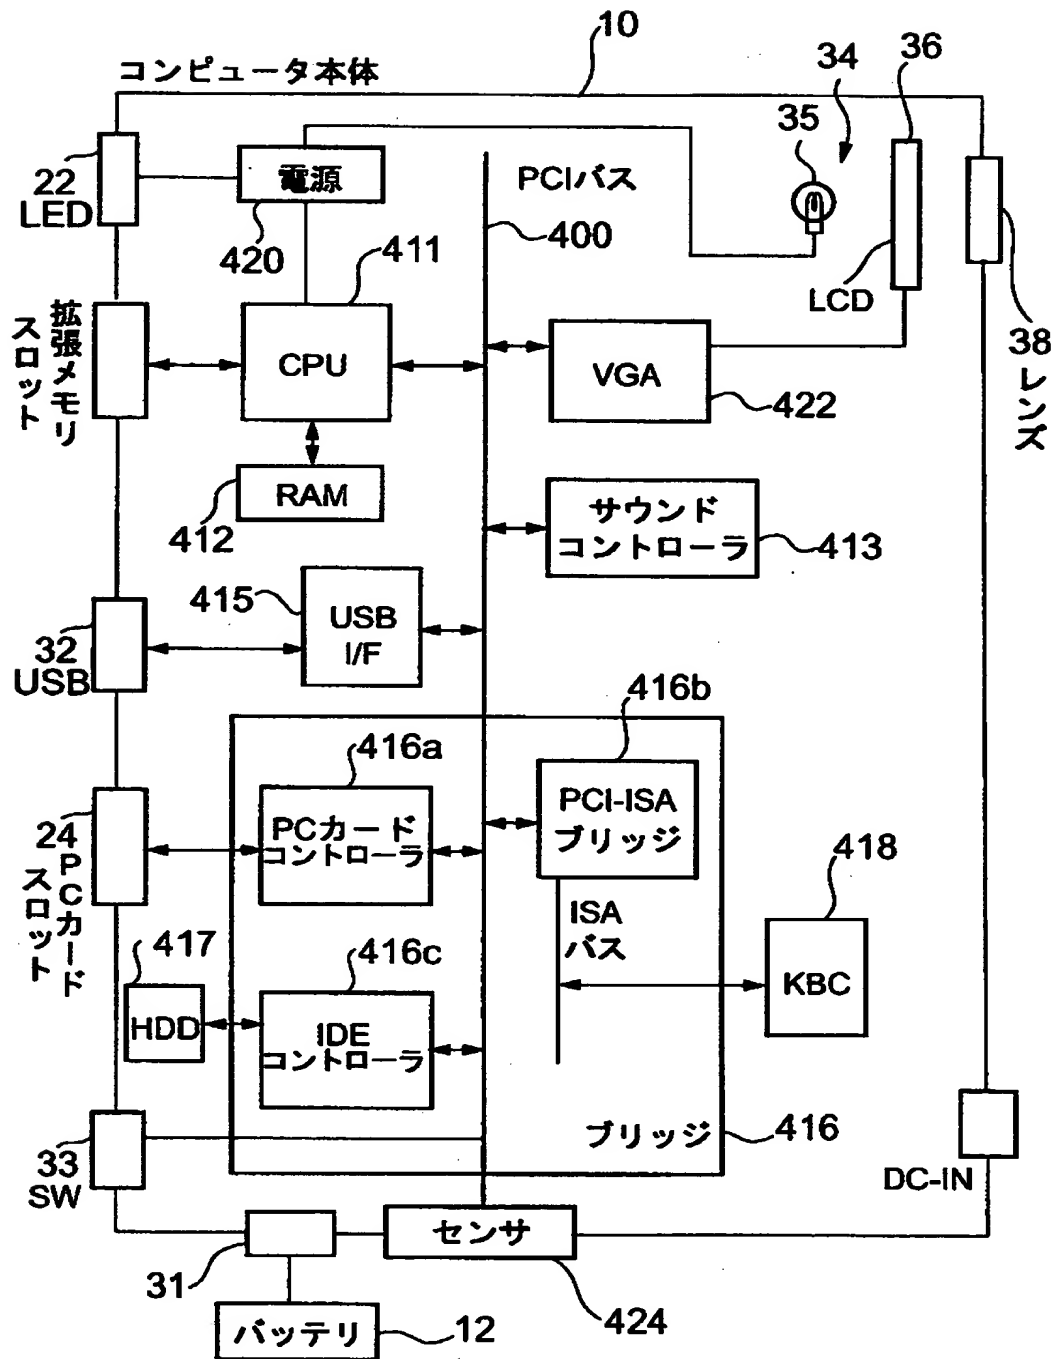 10
コンピュータ本体
34
36
35
22
LED
電源
420
PCIバス
400
LCD
38
レンズ
拡張メモリ
スロット
411
CPU
VGA
422
RAM
412
サウンド
コントローラ
413
415
USB
I/F
32
USB
416b
416a
PCI-ISA
ブリッジ
24
PCカード
スロット
PCカード
コントローラ
418
ISA
バス
417
416c
KBC
HDD
IDE
コントローラ
ブリッジ
416
33
SW
DC-IN
センサ
31
424
バッテリ
12